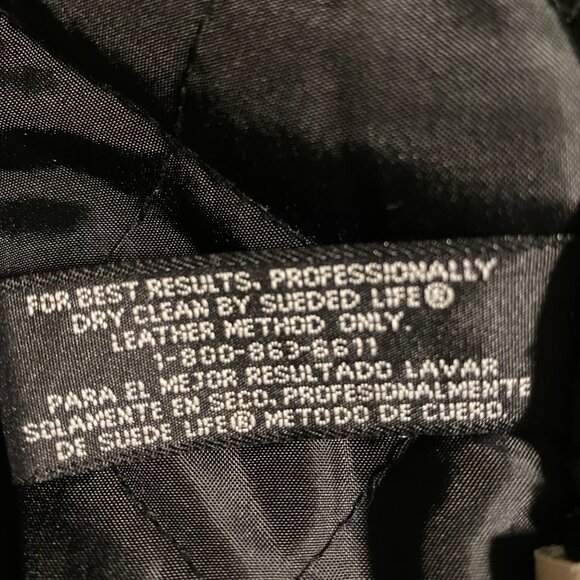 FOR BEST RESULTS, PROFESSIONALLY
DRY CLEAN BY SUEDED LIFE®
LEATHER METHOD ONLY.
1-800-863-8611
PARA EL MEJOR RESULTADO LAVAR
SOLAMENTE EN SECO, PROFESIONALMENTE
DE SUEDE LIFE® METODO DE CUERO.